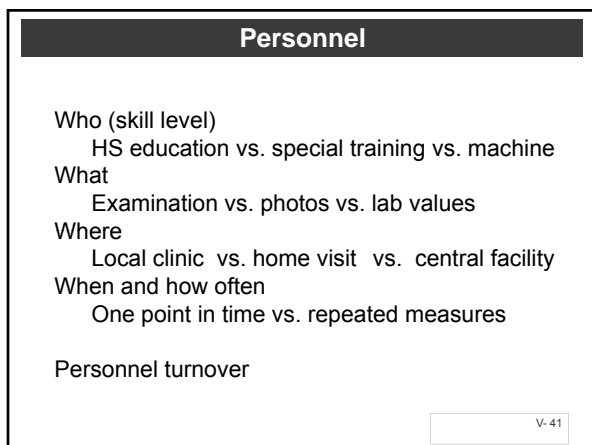 Personnel
Who (skill level)
HS education vs. special training vs. machine
What
Examination vs. photos vs. lab values
Where
Local clinic vs. home visit vs. central facility
When and how often
One point in time vs. repeated measures
Personnel turnover
V- 41